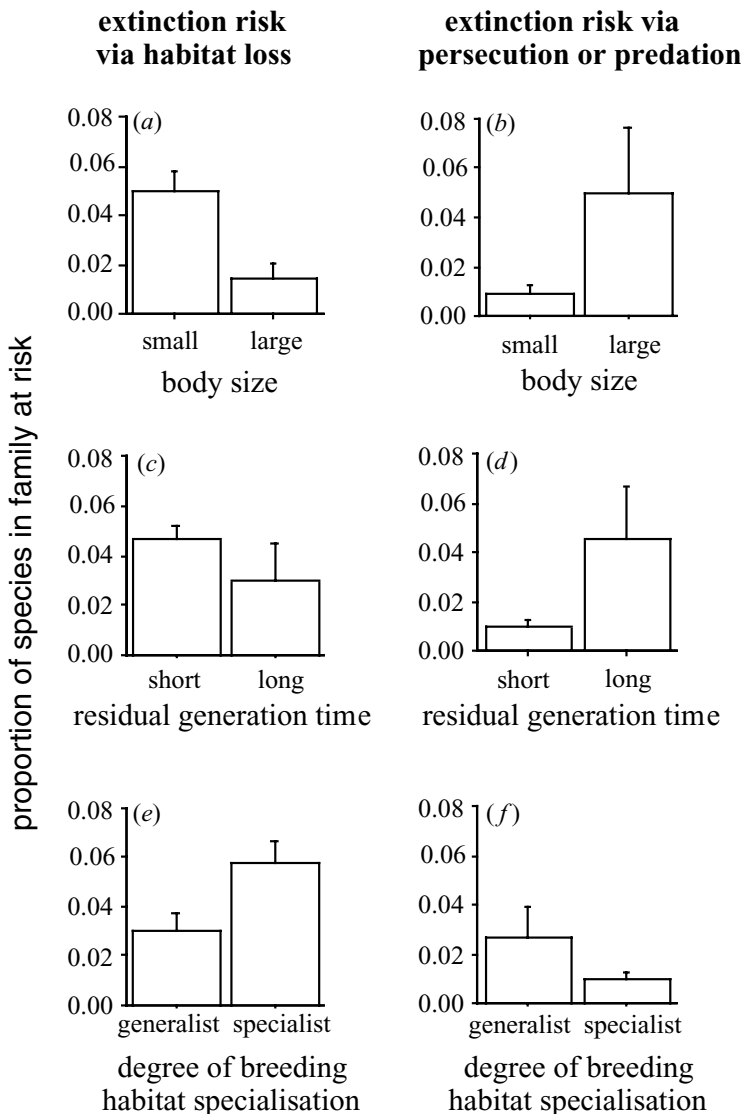 extinction risk
via habitat loss
extinction risk via
persecution or predation
proportion of species in family at risk
(a)
0.08
0.06
0.04
0.02
0.00
small large
body size
(b)
0.08
0.06
0.04
0.02
0.00
small large
body size
(c)
0.08
0.06
0.04
0.02
0.00
short long
residual generation time
(d)
0.08
0.06
0.04
0.02
0.00
short long
residual generation time
(e)
0.08
0.06
0.04
0.02
0.00
generalist specialist
degree of breeding
habitat specialisation
(f)
0.08
0.06
0.04
0.02
0.00
generalist specialist
degree of breeding
habitat specialisation